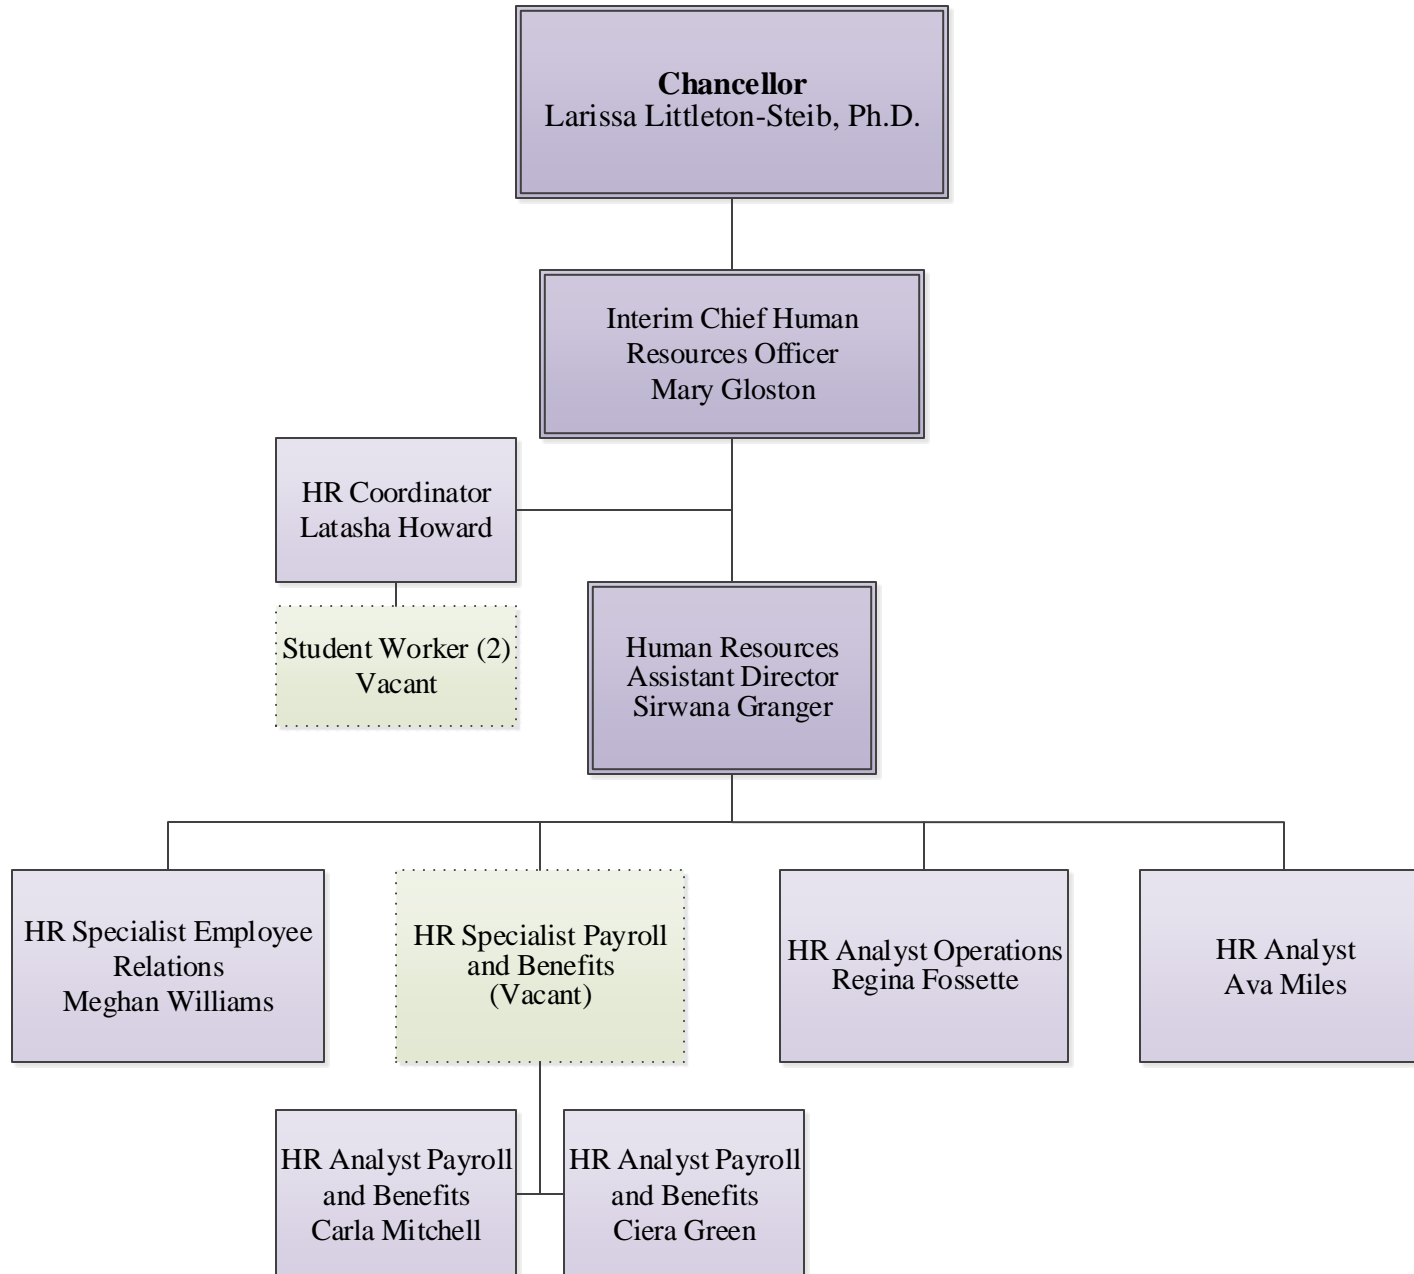 Chancellor
Larissa Littleton-Steib, Ph.D.
Interim Chief Human
Resources Officer
Mary Gloston
HR Coordinator
Latasha Howard
Student Worker (2)
Vacant
Human Resources
Assistant Director
Sirwana Granger
HR Specialist Employee
Relations
Meghan Williams
HR Specialist Payroll
and Benefits
(Vacant)
HR Analyst Operations
Regina Fossette
HR Analyst
Ava Miles
HR Analyst Payroll
and Benefits
Carla Mitchell
HR Analyst Payroll
and Benefits
Ciera Green